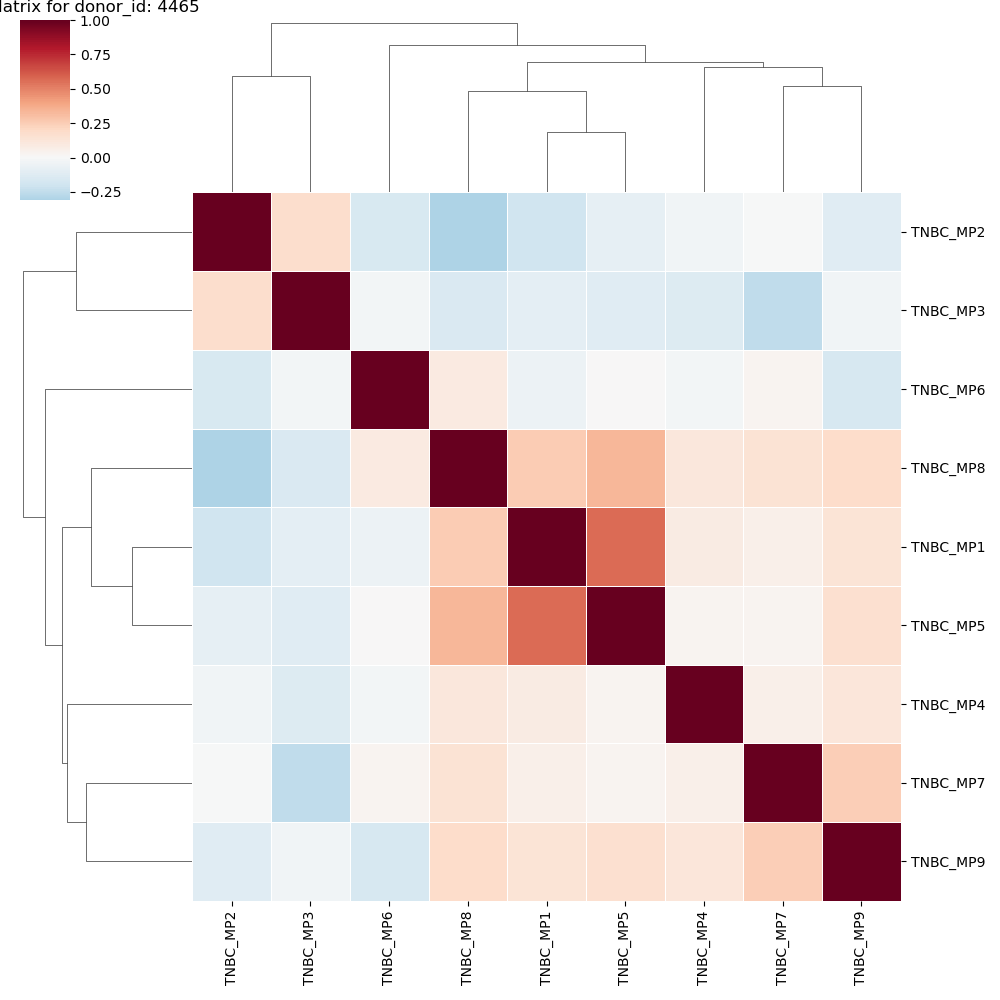 atrix for donor_id: 4465
1.00
0.75
0.50
0.25
0.00
−0.25
TNBC_MP2
TNBC_MP3
TNBC_MP6
TNBC_MP8
TNBC_MP1
TNBC_MP5
TNBC_MP4
TNBC_MP7
TNBC_MP9
TNBC_MP2
TNBC_MP3
TNBC_MP6
TNBC_MP8
TNBC_MP1
TNBC_MP5
TNBC_MP4
TNBC_MP7
TNBC_MP9